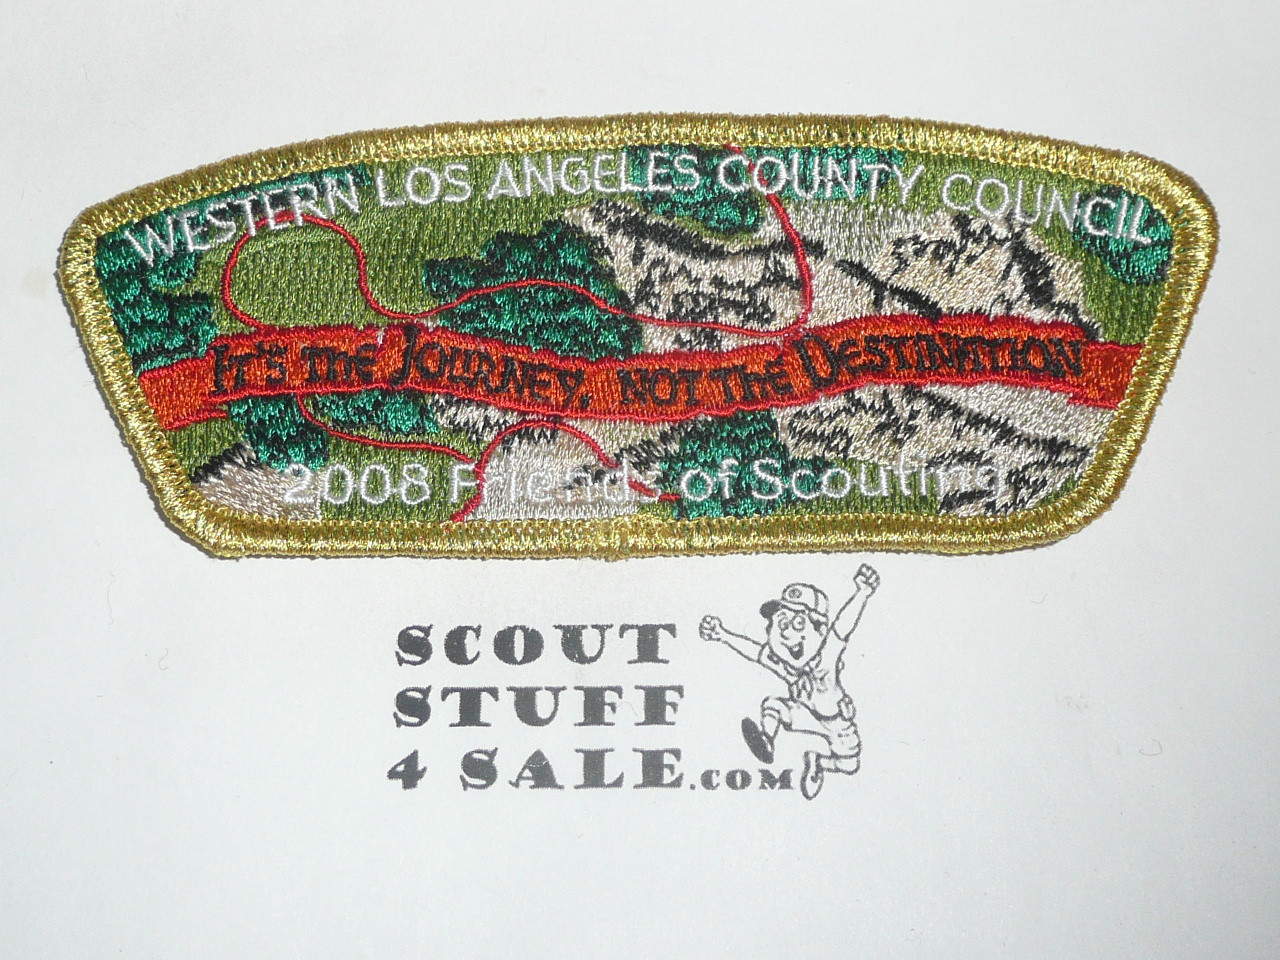 WESTERN LOS ANGELES COUNTY COUNCIL
IT'S THE JOURNEY, NOT THE DESTINATION
2008 Friends of Scouting
SCOUT
STUFF
4 SALE.COM